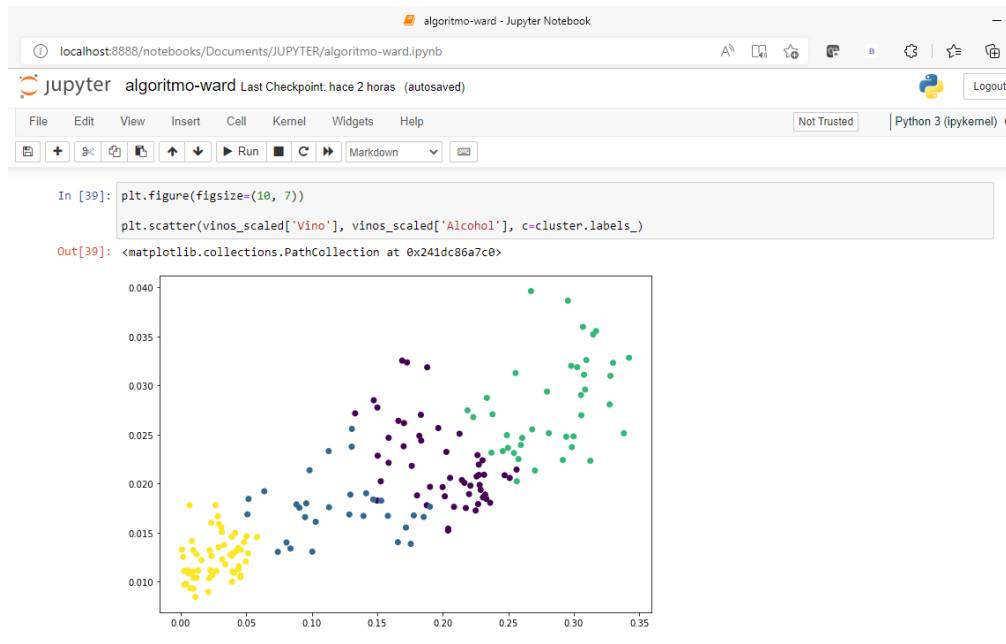 algoritmo-ward - Jupyter Notebook
localhost:8888/notebooks/Documents/JUPYTER/algoritmo-ward.ipynb
jupyter algoritmo-ward Last Checkpoint: hace 2 horas (autosaved)
Logout
File Edit View Insert Cell Kernel Widgets Help
Not Trusted
Python 3 (ipykernel)
Run
Markdown
In [39]: plt.figure(figsize=(10, 7))
plt.scatter(vinos_scaled['Vino'], vinos_scaled['Alcohol'], c=cluster.labels_)
Out[39]: <matplotlib.collections.PathCollection at 0x241dc86a7c0>
0.040
0.035
0.030
0.025
0.020
0.015
0.010
0.00 0.05 0.10 0.15 0.20 0.25 0.30 0.35